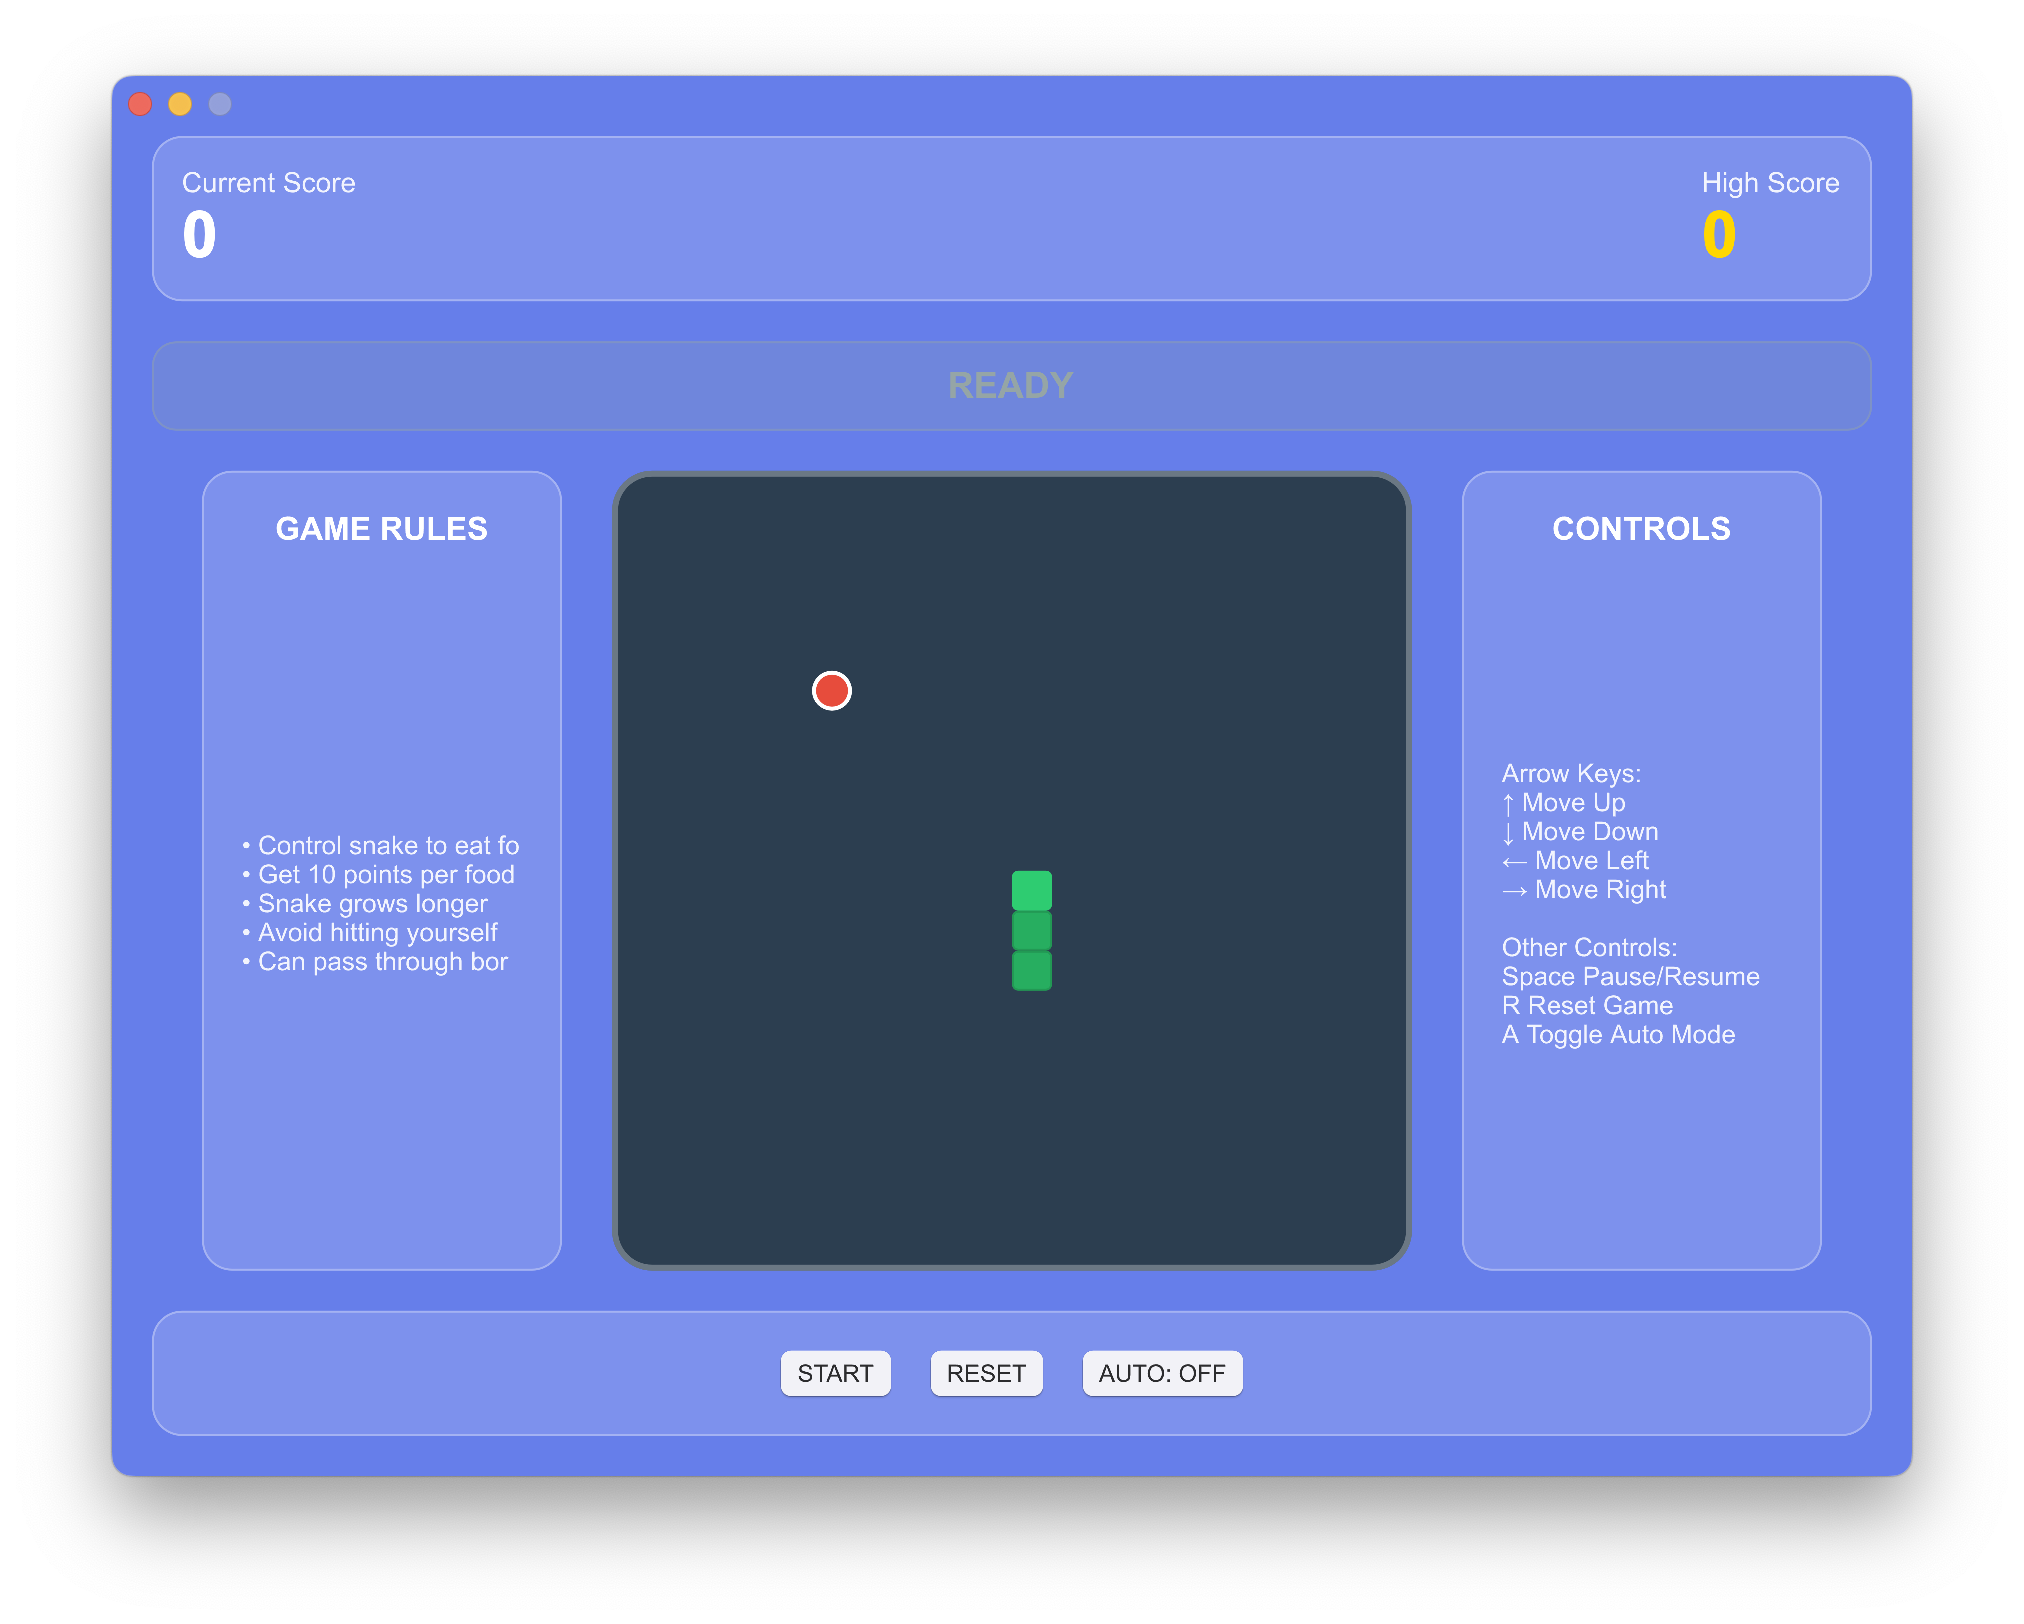 Current Score
0
High Score
0
READY
GAME RULES
• Control snake to eat fo
• Get 10 points per food
• Snake grows longer
• Avoid hitting yourself
• Can pass through bor
CONTROLS
Arrow Keys:
↑ Move Up
↓ Move Down
← Move Left
→ Move Right
Other Controls:
Space Pause/Resume
R Reset Game
A Toggle Auto Mode
START
RESET
AUTO: OFF